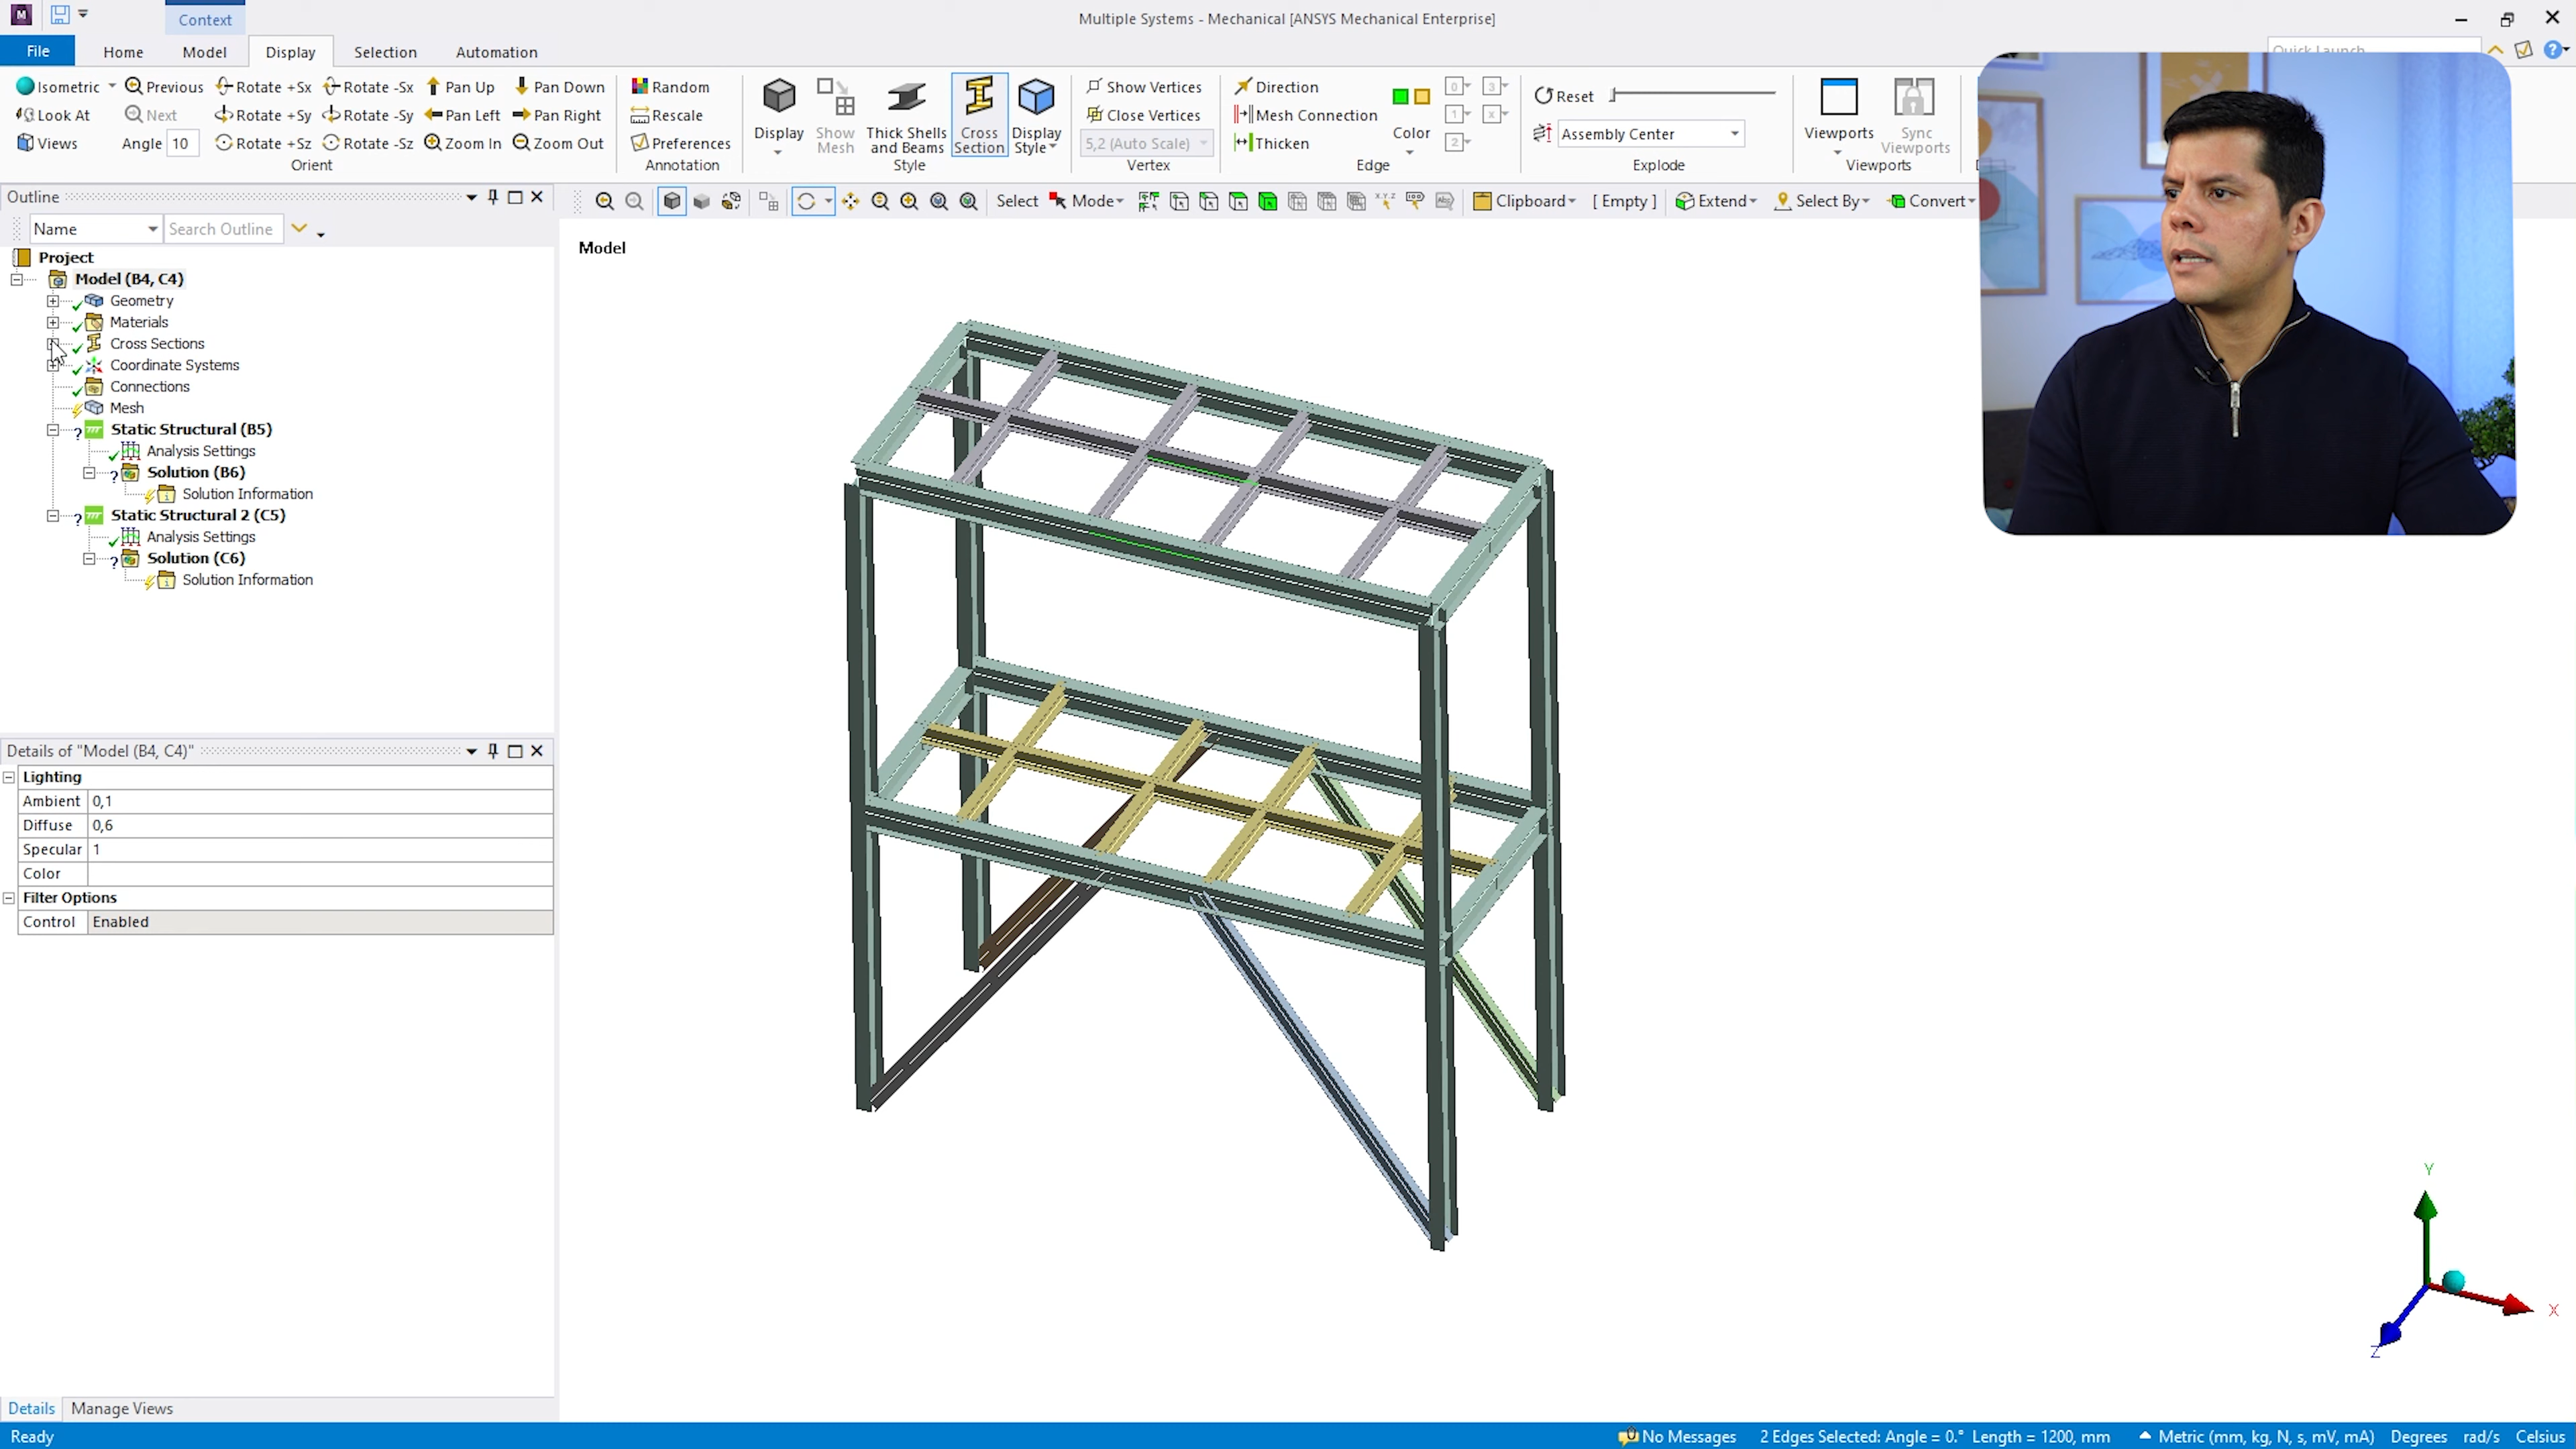 M
Context
Multiple Systems - Mechanical [ANSYS Mechanical Enterprise]
File
Home
Model
Display
Selection
Automation
Quick Launch
Isometric
Previous
Rotate +Sx
Rotate -Sx
Pan Up
Pan Down
Look At
Next
Rotate +Sy
Rotate -Sy
Pan Left
Pan Right
Views
Angle 10
Rotate +Sz
Rotate -Sz
Zoom In
Zoom Out
Orient
Random
Rescale
Preferences
Annotation
Display
Show Mesh
Thick Shells and Beams
Cross Section
Display Style
Style
Show Vertices
Close Vertices
5,2 (Auto Scale)
Vertex
Direction
Mesh Connection
Thicken
Color
0
3
1
x
2
Edge
Reset
Assembly Center
Explode
Viewports
Sync Viewports
Viewports
Outline
Name
Search Outline
Select
Mode
Clipboard
[ Empty ]
Extend
Select By
Convert
Project
Model (B4, C4)
Geometry
Materials
Cross Sections
Coordinate Systems
Connections
Mesh
Static Structural (B5)
Analysis Settings
Solution (B6)
Solution Information
Static Structural 2 (C5)
Analysis Settings
Solution (C6)
Solution Information
Model
Details of "Model (B4, C4)"
Lighting
Ambient 0,1
Diffuse 0,6
Specular 1
Color
Filter Options
Control Enabled
Y
X
Z
Details
Manage Views
Ready
No Messages
2 Edges Selected: Angle = 0.° Length = 1200, mm
Metric (mm, kg, N, s, mV, mA)
Degrees
rad/s
Celsius